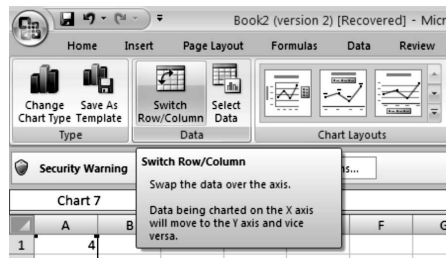 Book2 (version 2) [Recovered] - Micr
Home Insert Page Layout Formulas Data Review
Change Chart Type
Save As Template
Switch Row/Column
Select Data
Type Data Chart Layouts
Security Warning
ns...
Switch Row/Column
Swap the data over the axis.
Data being charted on the X axis
will move to the Y axis and vice
versa.
Chart 7
A B F G
1 4